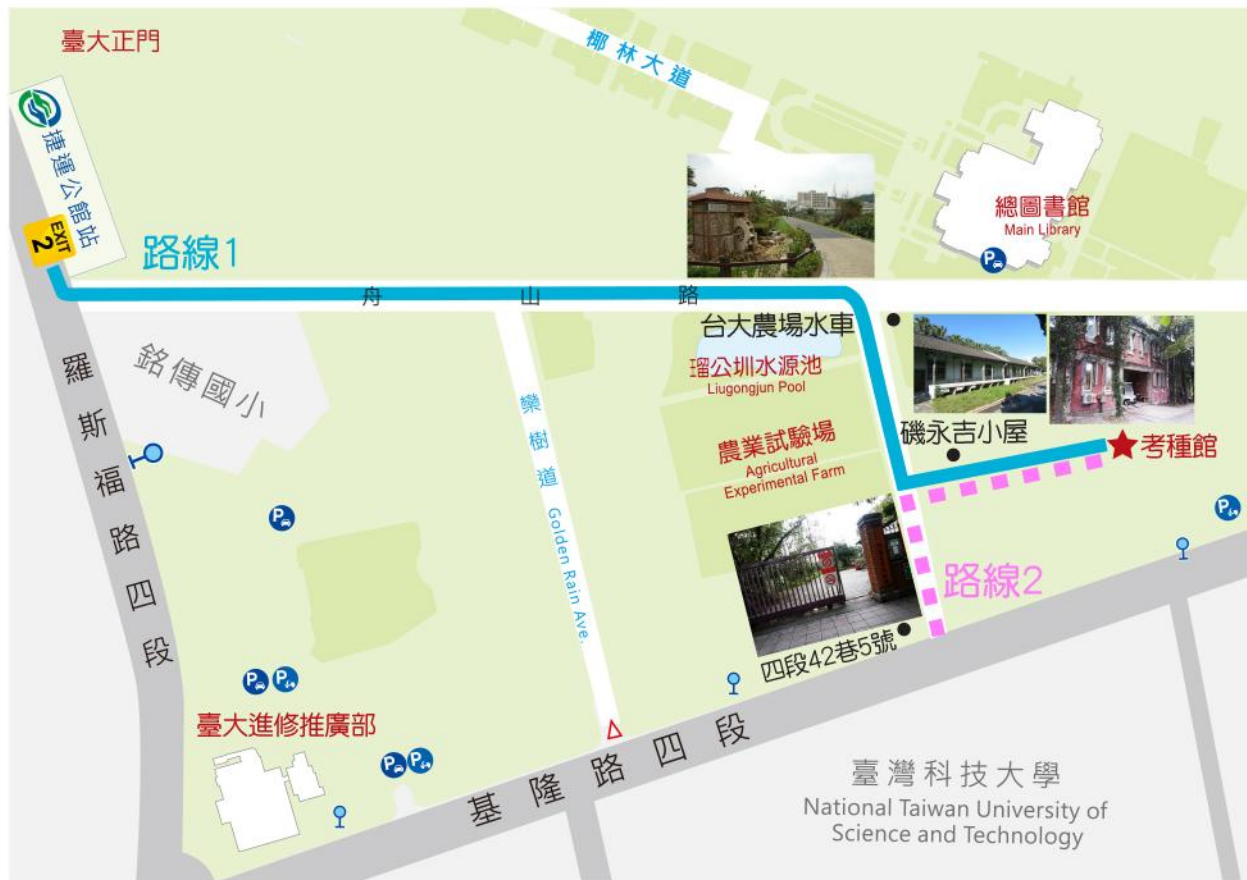 臺大正門
椰林大道
捷運公館站
EXIT
2
路線1
總圖書館
Main Library
P
舟山路
台大農場水車
瑠公圳水源池
Liugongjun Pool
銘傳國小
羅斯福路四段
欒樹道 Golden Rain Ave.
農業試驗場
Agricultural
Experimental Farm
磯永吉小屋
考種館
P
P
路線2
四段42巷5號
P
P
臺大進修推廣部
P
P
基隆路四段
臺灣科技大學
National Taiwan University of
Science and Technology